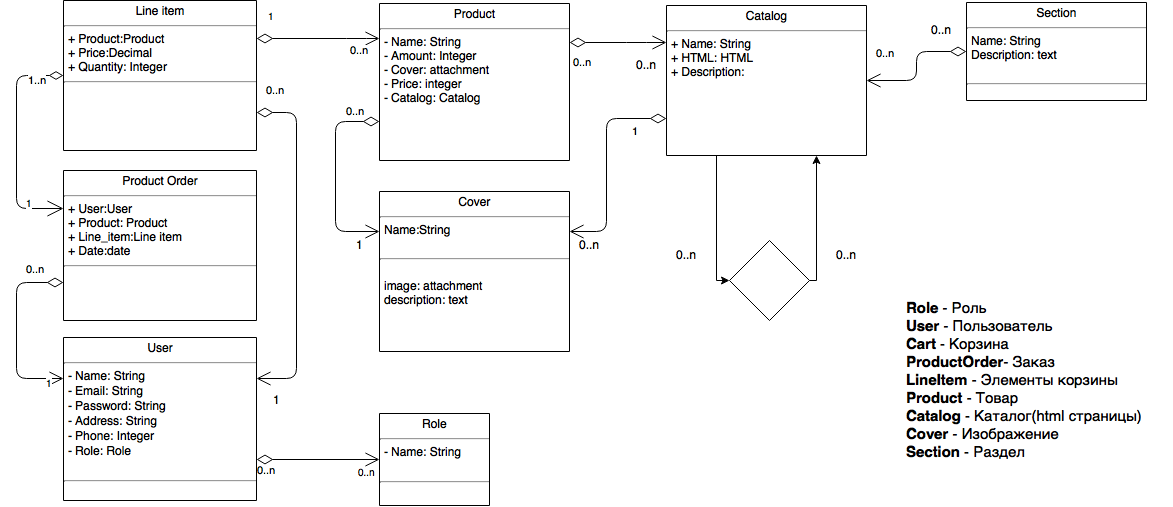 Line item
+ Product:Product
+ Price:Decimal
+ Quantity: Integer
1
0..n
1..n
0..n
Product
- Name: String
- Amount: Integer
- Cover: attachment
- Price: integer
- Catalog: Catalog
0..n
0..n
0..n
Catalog
+ Name: String
+ HTML: HTML
+ Description:
1
0..n
0..n
Section
Name: String
Description: text
Product Order
+ User:User
+ Product: Product
+ Line_item:Line item
+ Date:date
1
0..n
Cover
Name:String
image: attachment
description: text
1
0..n
0..n
0..n
User
- Name: String
- Email: String
- Password: String
- Address: String
- Phone: Integer
- Role: Role
1
1
0..n
0..n
Role
- Name: String
Role - Роль
User - Пользователь
Cart - Корзина
ProductOrder- Заказ
LineItem - Элементы корзины
Product - Товар
Catalog - Каталог(html страницы)
Cover - Изображение
Section - Раздел